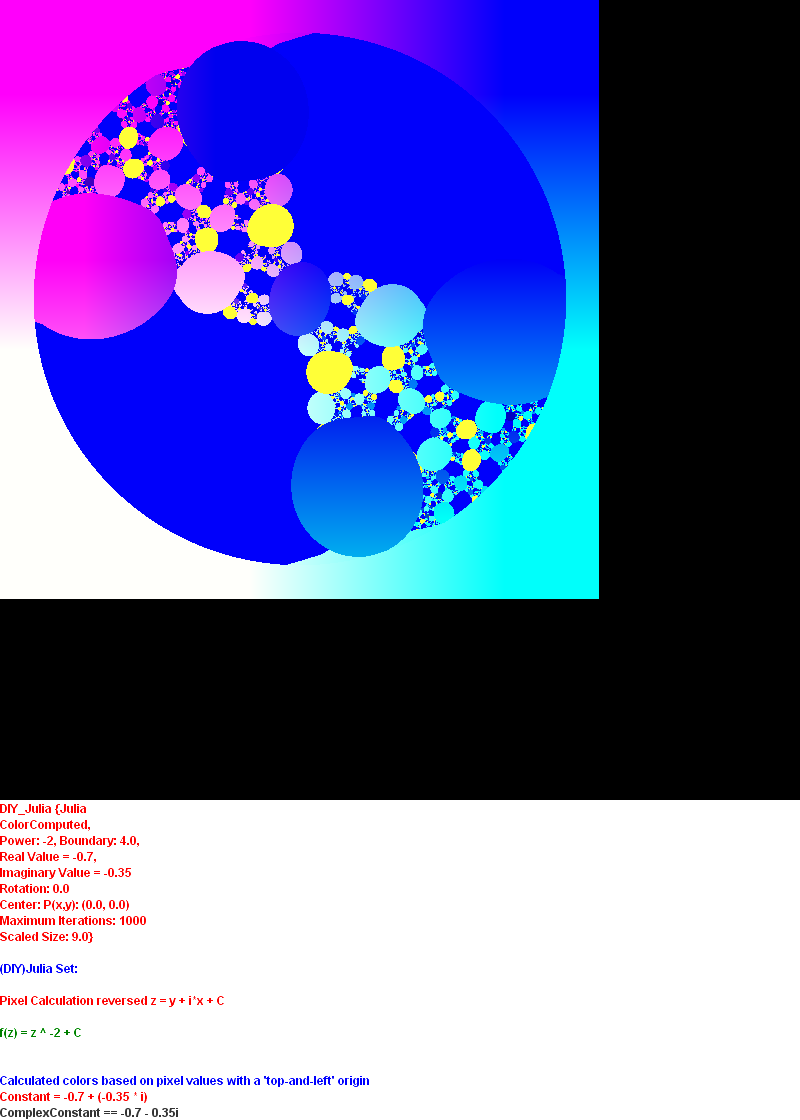 DIY_Julia {Julia
ColorComputed,
Power: -2, Boundary: 4.0,
Real Value = -0.7,
Imaginary Value = -0.35
Rotation: 0.0
Center: P(x,y): (0.0, 0.0)
Maximum Iterations: 1000
Scaled Size: 9.0}
(DIY)Julia Set:
Pixel Calculation reversed z = y + i*x + C
f(z) = z ^ -2 + C
Calculated colors based on pixel values with a 'top-and-left' origin
Constant = -0.7 + (-0.35 * i)
ComplexConstant == -0.7 - 0.35i